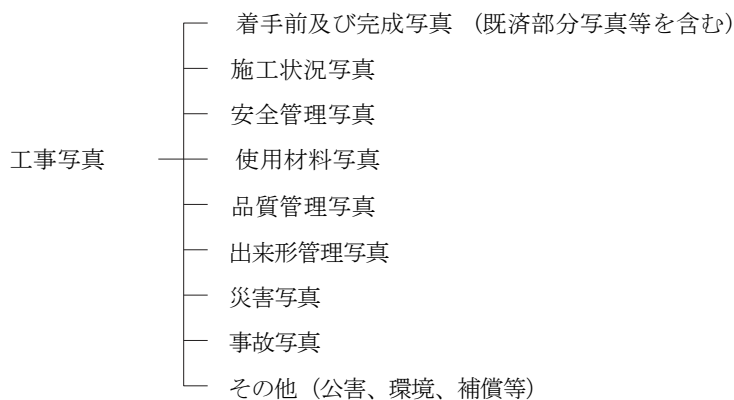 着手前及び完成写真 (既済部分写真等を含む)
施工状況写真
安全管理写真
工事写真
使用材料写真
品質管理写真
出来形管理写真
災害写真
事故写真
その他 (公害、環境、補償等)